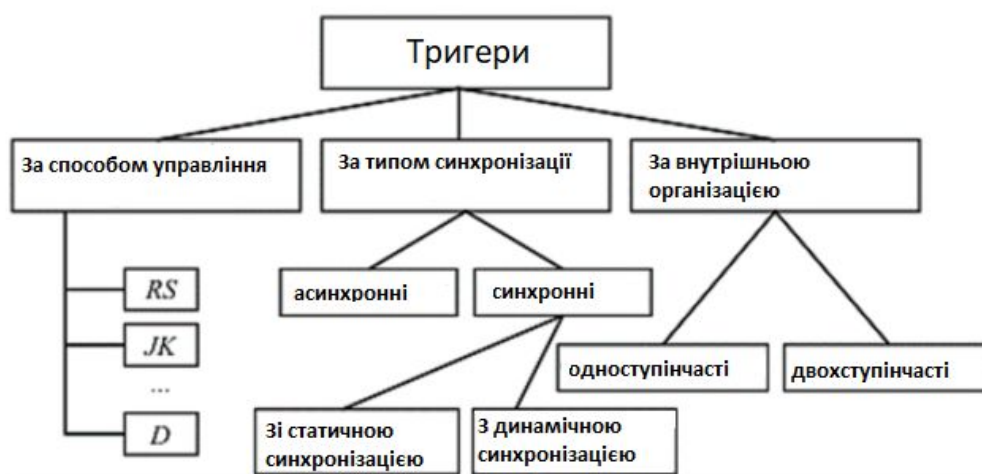 Тригери
За способом управління
За типом синхронізації
За внутрішньою
організацією
RS
JK
...
D
асинхронні
синхронні
одноступінчасті
двохступінчасті
Зі статичною
синхронізацією
З динамічною
синхронізацією